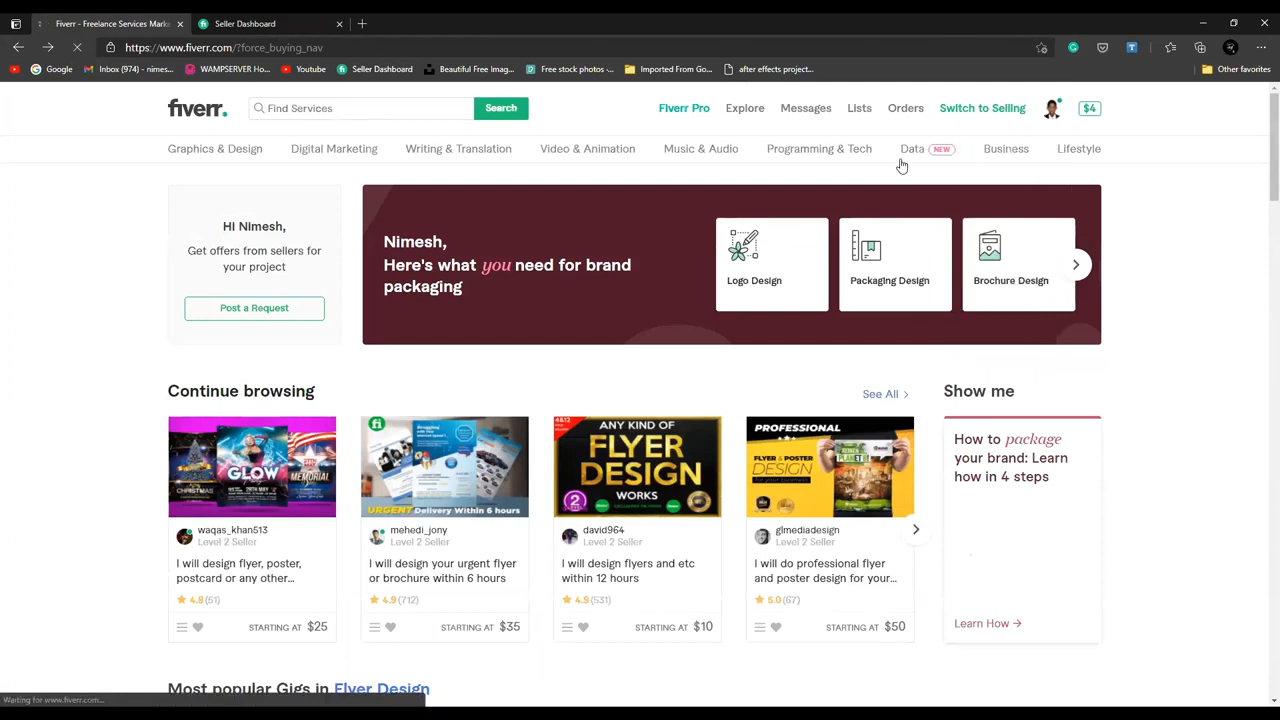 Fiverr - Freelance Services Mark
Seller Dashboard
https://www.fiverr.com/?force_buying_nav
Google
Inbox (974) - nimes...
WAMPSERVER Ho...
YouTube
Seller Dashboard
Beautiful Free Imag...
Free stock photos -...
Imported From Go...
after effects project...
Other favorites
fiverr.
Find Services
Search
Fiverr Pro
Explore
Messages
Lists
Orders
Switch to Selling
$4
Graphics & Design
Digital Marketing
Writing & Translation
Video & Animation
Music & Audio
Programming & Tech
Data NEW
Business
Lifestyle
Hi Nimesh,
Get offers from sellers for
your project
Post a Request
Nimesh,
Here's what you need for brand
packaging
Logo Design
Packaging Design
Brochure Design
Continue browsing
See All >
Show me
GLOW
CHRISTMAS
MEMORIAL
fi
URGENT Delivery Within 6 hours
ANY KIND OF
FLYER
DESIGN
WORKS
PROFESSIONAL
FLYER & POSTER
DESIGN
How to package
your brand: Learn
how in 4 steps
Learn How →
waqas_khan513
Level 2 Seller
I will design flyer, poster,
postcard or any other...
4.8(51)
STARTING AT $25
mehedi_jony
Level 2 Seller
I will design your urgent flyer
or brochure within 6 hours
4.9(712)
STARTING AT $35
david964
Level 2 Seller
I will design flyers and etc
within 12 hours
4.9(531)
STARTING AT $10
glmediadesign
Level 2 Seller
I will do professional flyer
and poster design for your...
5.0(67)
STARTING AT $50
Most popular Gigs in Flyer Design
Waiting for www.fiverr.com...